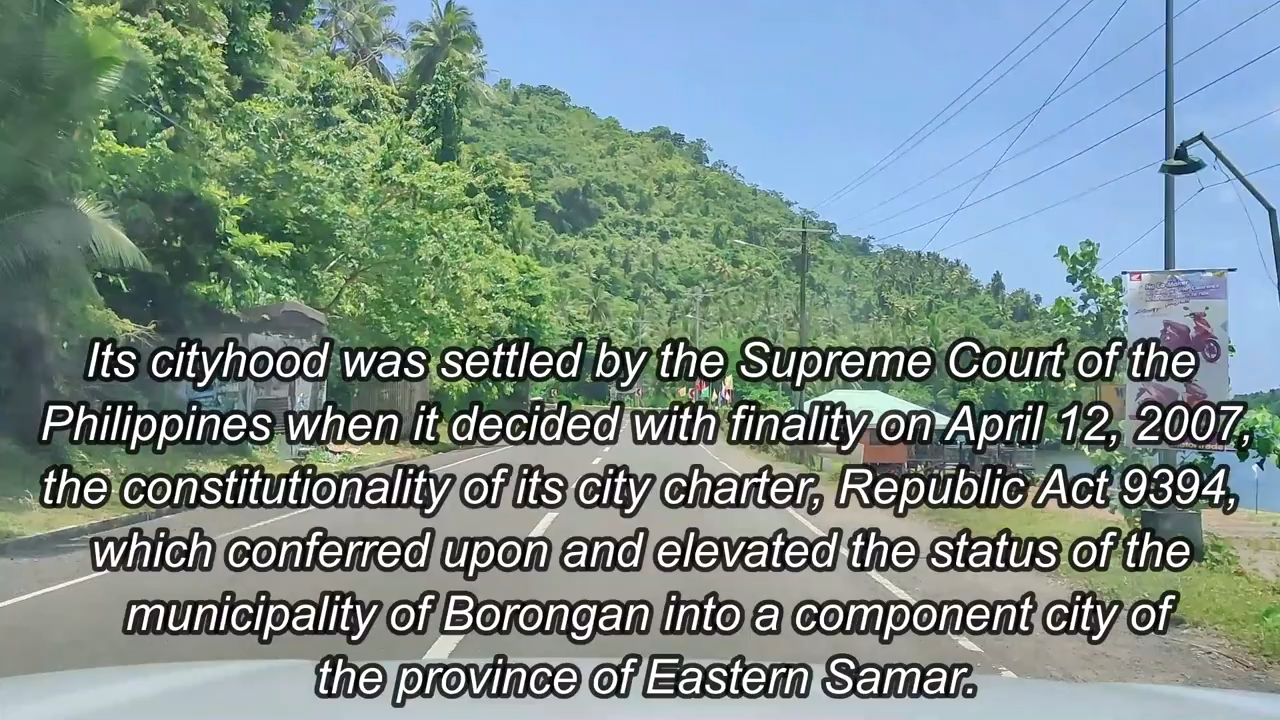 Its cityhood was settled by the Supreme Court of the
Philippines when it decided with finality on April 12, 2007,
the constitutionality of its city charter, Republic Act 9394,
which conferred upon and elevated the status of the
municipality of Borongan into a component city of
the province of Eastern Samar.